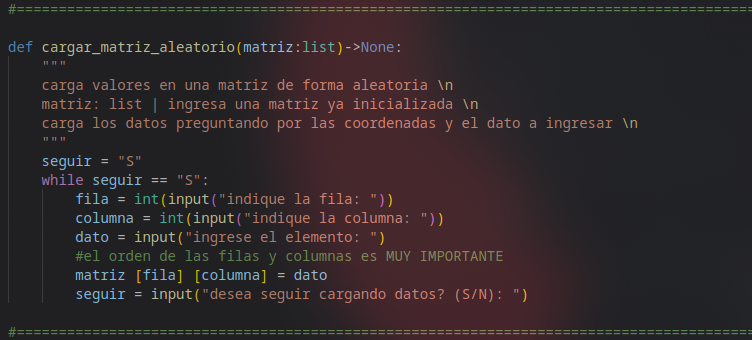 #=======================================================================================
def cargar_matriz_aleatorio(matriz:list)->None:
"""
carga valores en una matriz de forma aleatoria \n
matriz: list | ingresa una matriz ya inicializada \n
carga los datos preguntando por las coordenadas y el dato a ingresar \n
"""
seguir = "S"
while seguir == "S":
fila = int(input("indique la fila: "))
columna = int(input("indique la columna: "))
dato = input("ingrese el elemento: ")
#el orden de las filas y columnas es MUY IMPORTANTE
matriz [fila] [columna] = dato
seguir = input("desea seguir cargando datos? (S/N): ")
#=======================================================================================